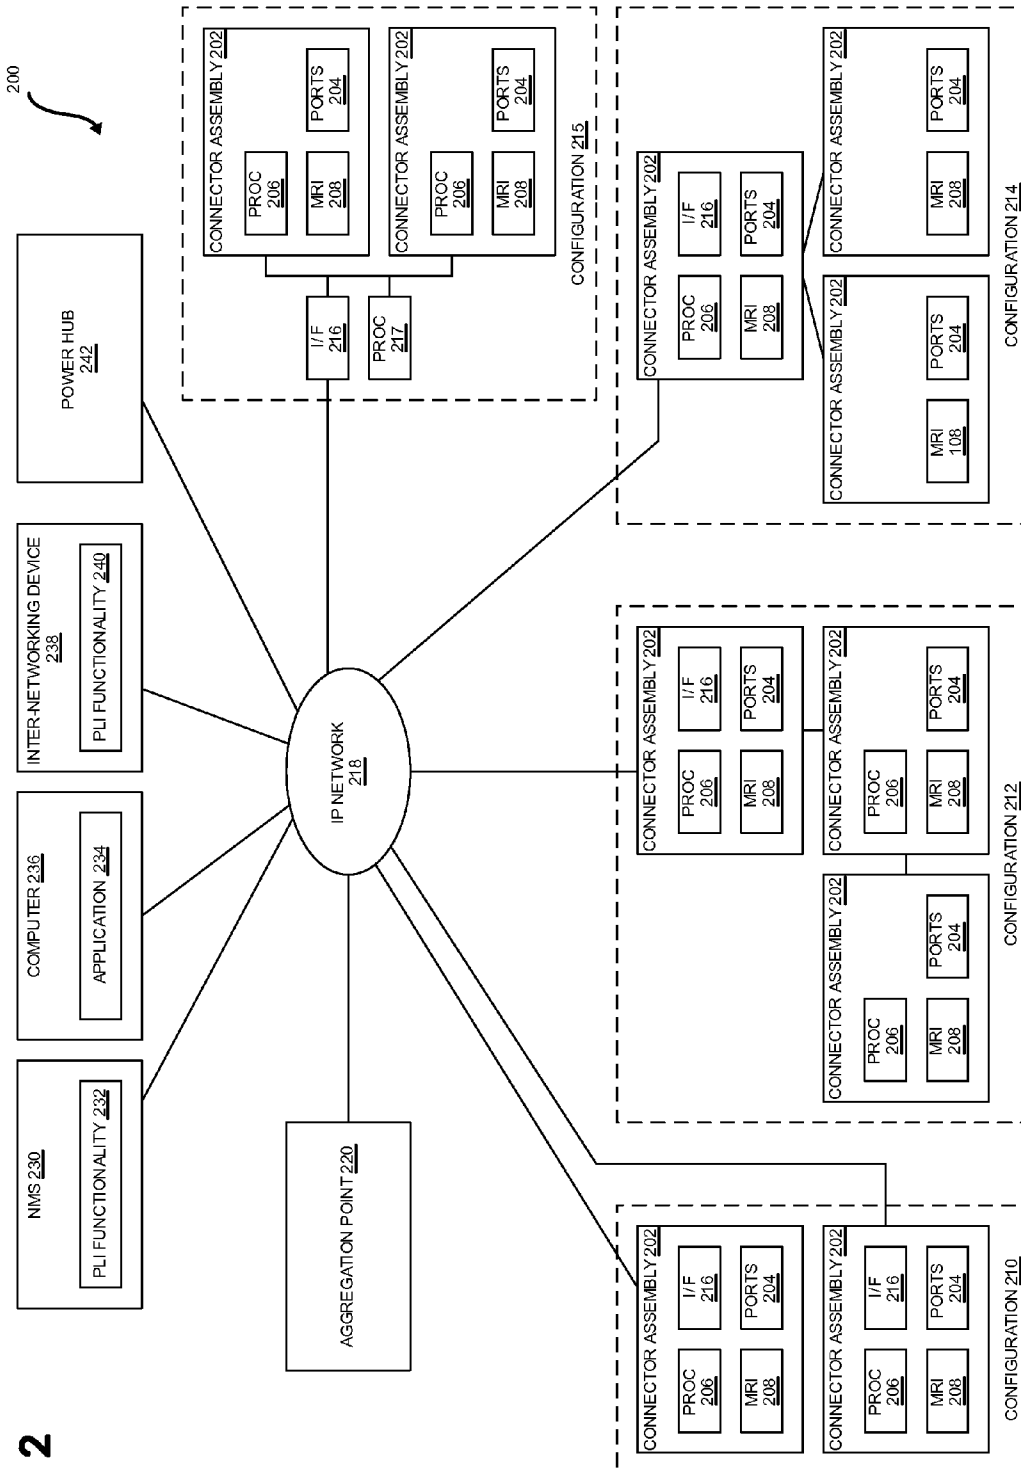 2
200
NMS 230
PLI FUNCTIONALITY 232
COMPUTER 236
APPLICATION 234
INTER-NETWORKING DEVICE
238
PLI FUNCTIONALITY 240
POWER HUB
242
AGGREGATION POINT 220
IP NETWORK
218
CONNECTOR ASSEMBLY 202
PROC
206
MRI
208
PORTS
204
CONNECTOR ASSEMBLY 202
PROC
206
MRI
208
PORTS
204
I/F
216
PROC
217
CONFIGURATION 215
CONNECTOR ASSEMBLY 202
PROC
206
I/F
216
MRI
208
PORTS
204
CONNECTOR ASSEMBLY 202
PROC
206
I/F
216
MRI
208
PORTS
204
CONFIGURATION 210
CONNECTOR ASSEMBLY 202
PROC
206
I/F
216
MRI
208
PORTS
204
CONNECTOR ASSEMBLY 202
PROC
206
MRI
208
PORTS
204
CONNECTOR ASSEMBLY 202
PROC
206
MRI
208
PORTS
204
CONFIGURATION 212
CONNECTOR ASSEMBLY 202
PROC
206
I/F
216
MRI
208
PORTS
204
CONNECTOR ASSEMBLY 202
MRI
108
PORTS
204
CONNECTOR ASSEMBLY 202
MRI
208
PORTS
204
CONFIGURATION 214